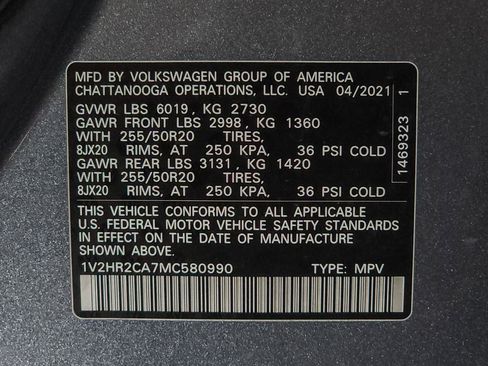 MFD BY VOLKSWAGEN GROUP OF AMERICA
CHATTANOOGA OPERATIONS, LLC. USA 04/2021
GVWR LBS 6019, KG 2730
GAWR FRONT LBS 2998, KG 1360
WITH 255/50R20 TIRES,
8JX20 RIMS, AT 250 KPA, 36 PSI COLD
GAWR REAR LBS 3131, KG 1420
WITH 255/50R20 TIRES,
8JX20 RIMS, AT 250 KPA, 36 PSI COLD
THIS VEHICLE CONFORMS TO ALL APPLICABLE
U.S. FEDERAL MOTOR VEHICLE SAFETY STANDARDS
IN EFFECT ON THE DATE OF MANUFACTURE
SHOWN ABOVE.
1V2HR2CA7MC580990 TYPE: MPV
1469323 1